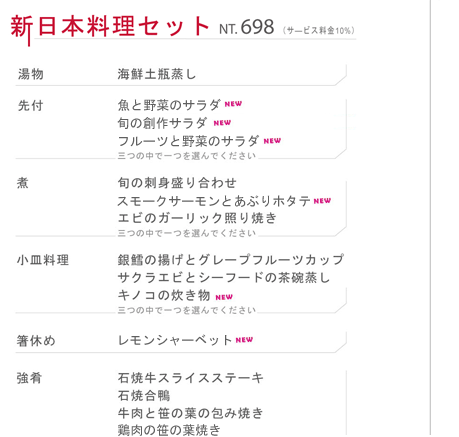 新日本料理セット NT. 698 (サービス料金10%)
湯物 海鮮土瓶蒸し
先付 魚と野菜のサラダ NEW
旬の創作サラダ NEW
フルーツと野菜のサラダ NEW
三つの中で一つを選んでください
煮 旬の刺身盛り合わせ
スモークサーモンとあぶりホタテ NEW
エビのガーリック照り焼き
三つの中で一つを選んでください
小皿料理 銀鱈の揚げとグレープフルーツカップ
サクラエビとシーフードの茶碗蒸し
キノコの炊き物 NEW
三つの中で一つを選んでください
箸休め レモンシャーベット NEW
強肴 石焼牛スライスステーキ
石焼合鴨
牛肉と笹の葉の包み焼き
鶏肉の笹の葉焼き